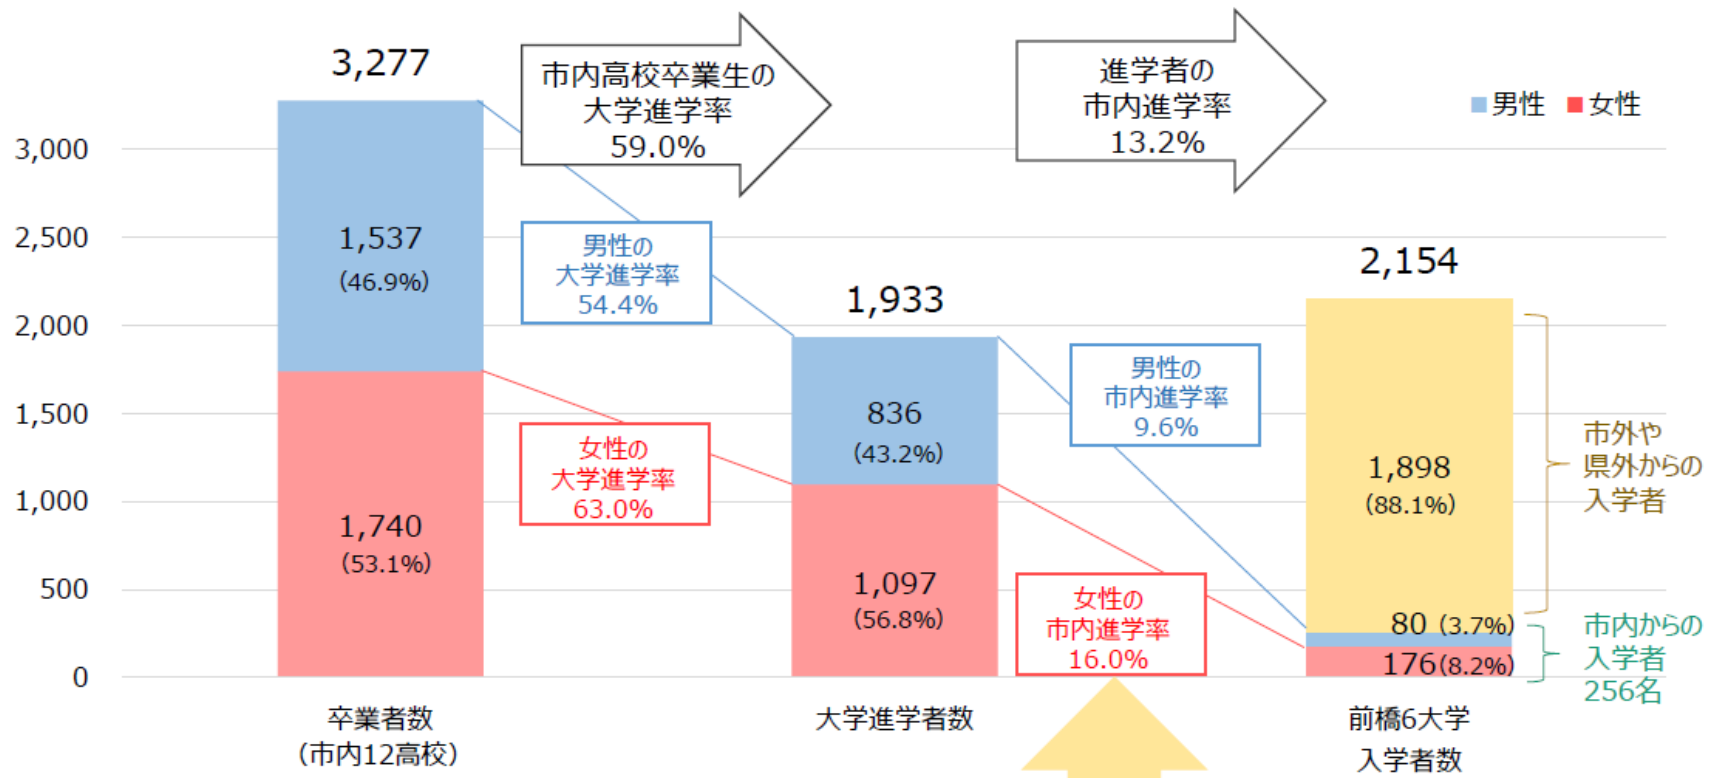 3,277
市内高校卒業生の
大学進学率
59.0%
進学者の
市内進学率
13.2%
男性 女性
3,000
2,500
2,000
1,500
1,000
500
0
1,537
(46.9%)
1,740
(53.1%)
男性の
大学進学率
54.4%
女性の
大学進学率
63.0%
1,933
836
(43.2%)
1,097
(56.8%)
男性の
市内進学率
9.6%
女性の
市内進学率
16.0%
2,154
1,898
(88.1%)
80 (3.7%)
176(8.2%)
市外や
県外からの
入学者
市内からの
入学者
256名
卒業者数
(市内12高校)
大学進学者数
前橋6大学
入学者数